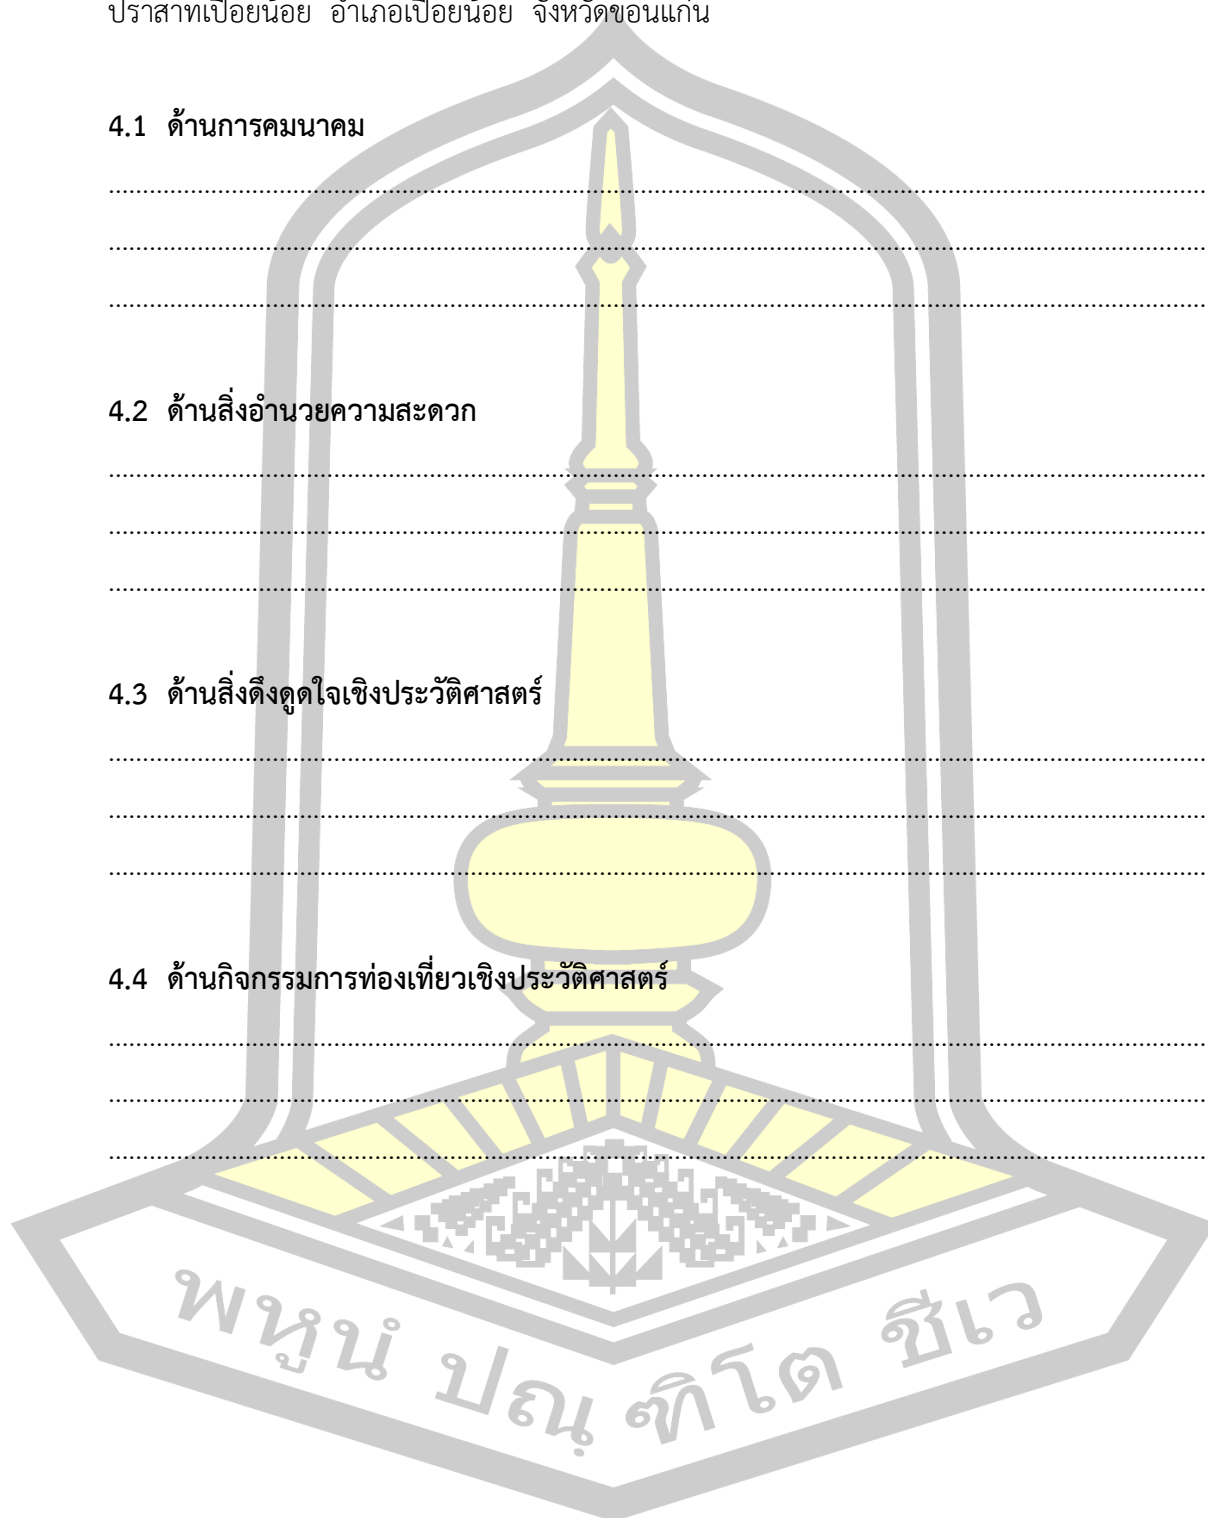 ปราสาทเปือยน้อย อำเภอเปือยน้อย จังหวัดขอนแก่น
4.1 ด้านการคมนาคม
................................................................................
................................................................................
................................................................................
4.2 ด้านสิ่งอำนวยความสะดวก
................................................................................
................................................................................
................................................................................
4.3 ด้านสิ่งดึงดูดใจเชิงประวัติศาสตร์
................................................................................
................................................................................
................................................................................
4.4 ด้านกิจกรรมการท่องเที่ยวเชิงประวัติศาสตร์
................................................................................
................................................................................
................................................................................
พหูนํ ปณฺฑิโต ชีเว